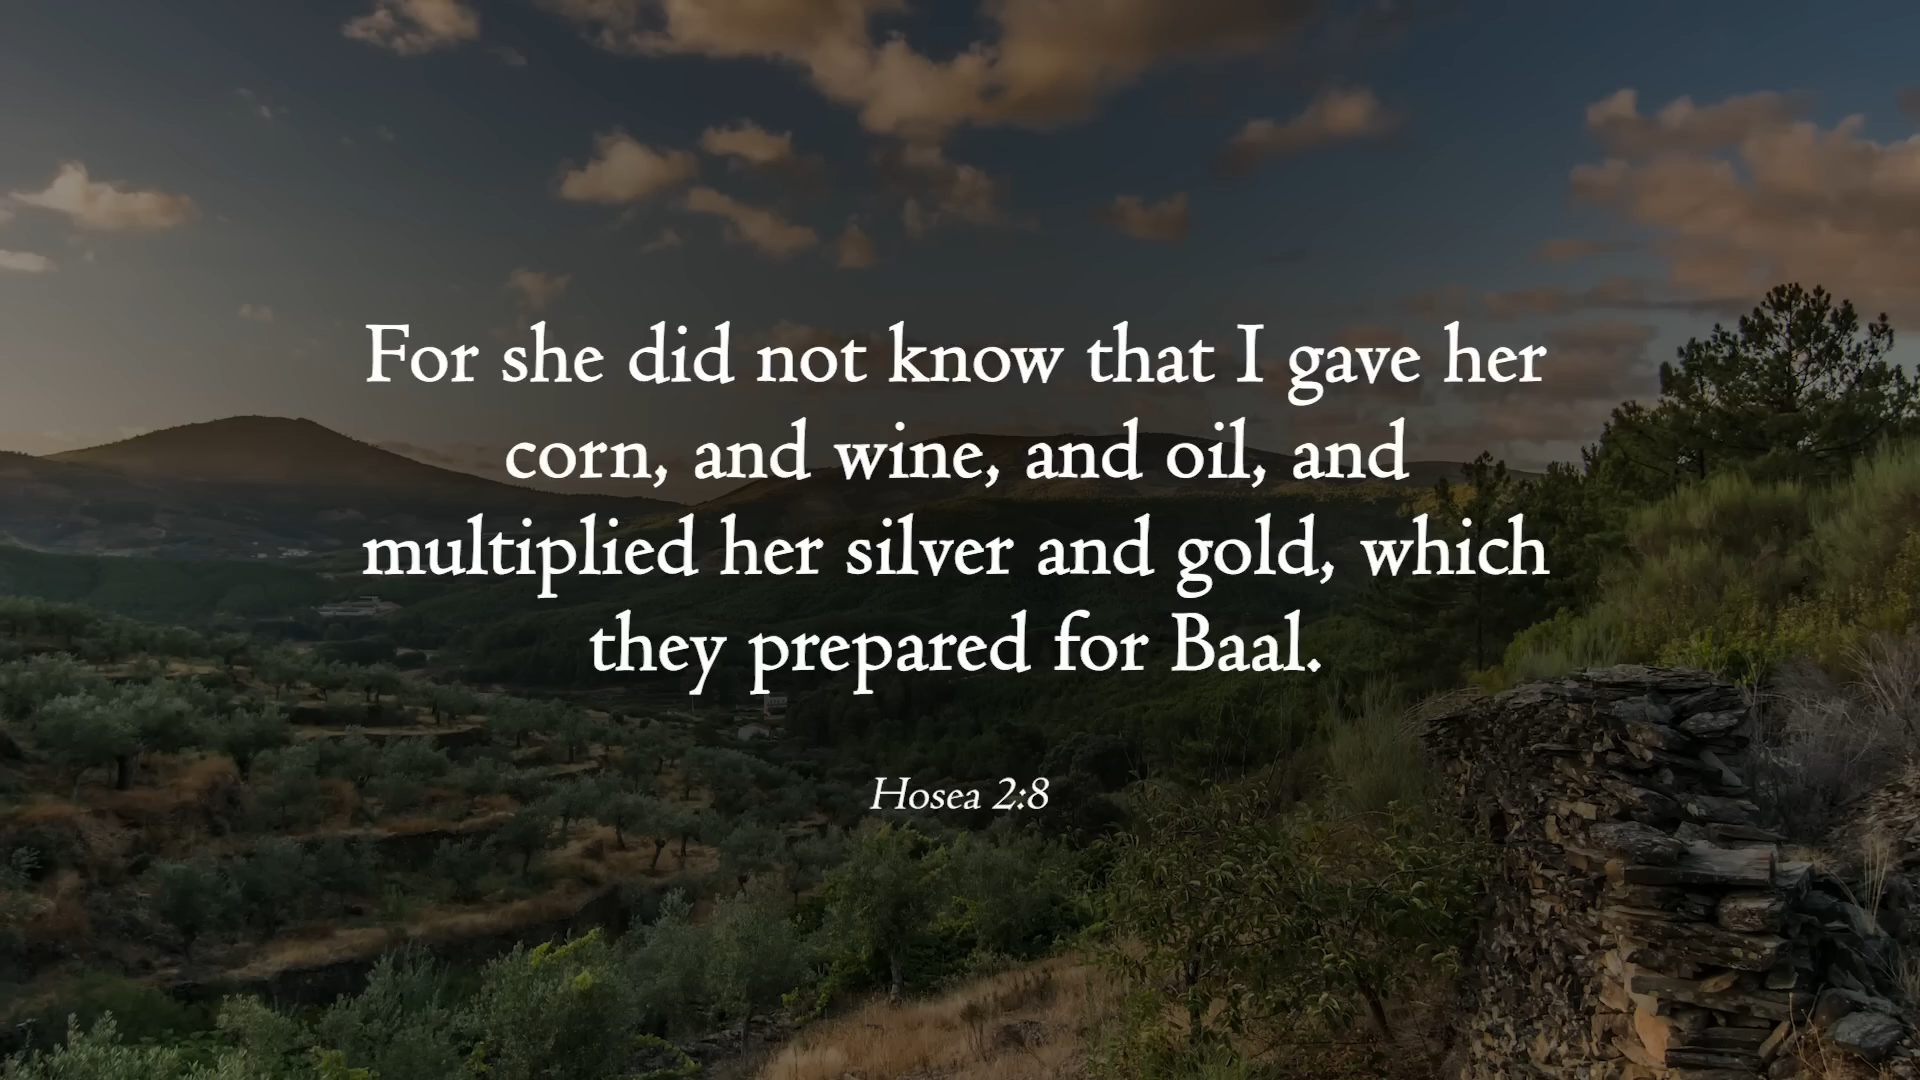 For she did not know that I gave her
corn, and wine, and oil, and
multiplied her silver and gold, which
they prepared for Baal.
Hosea 2:8